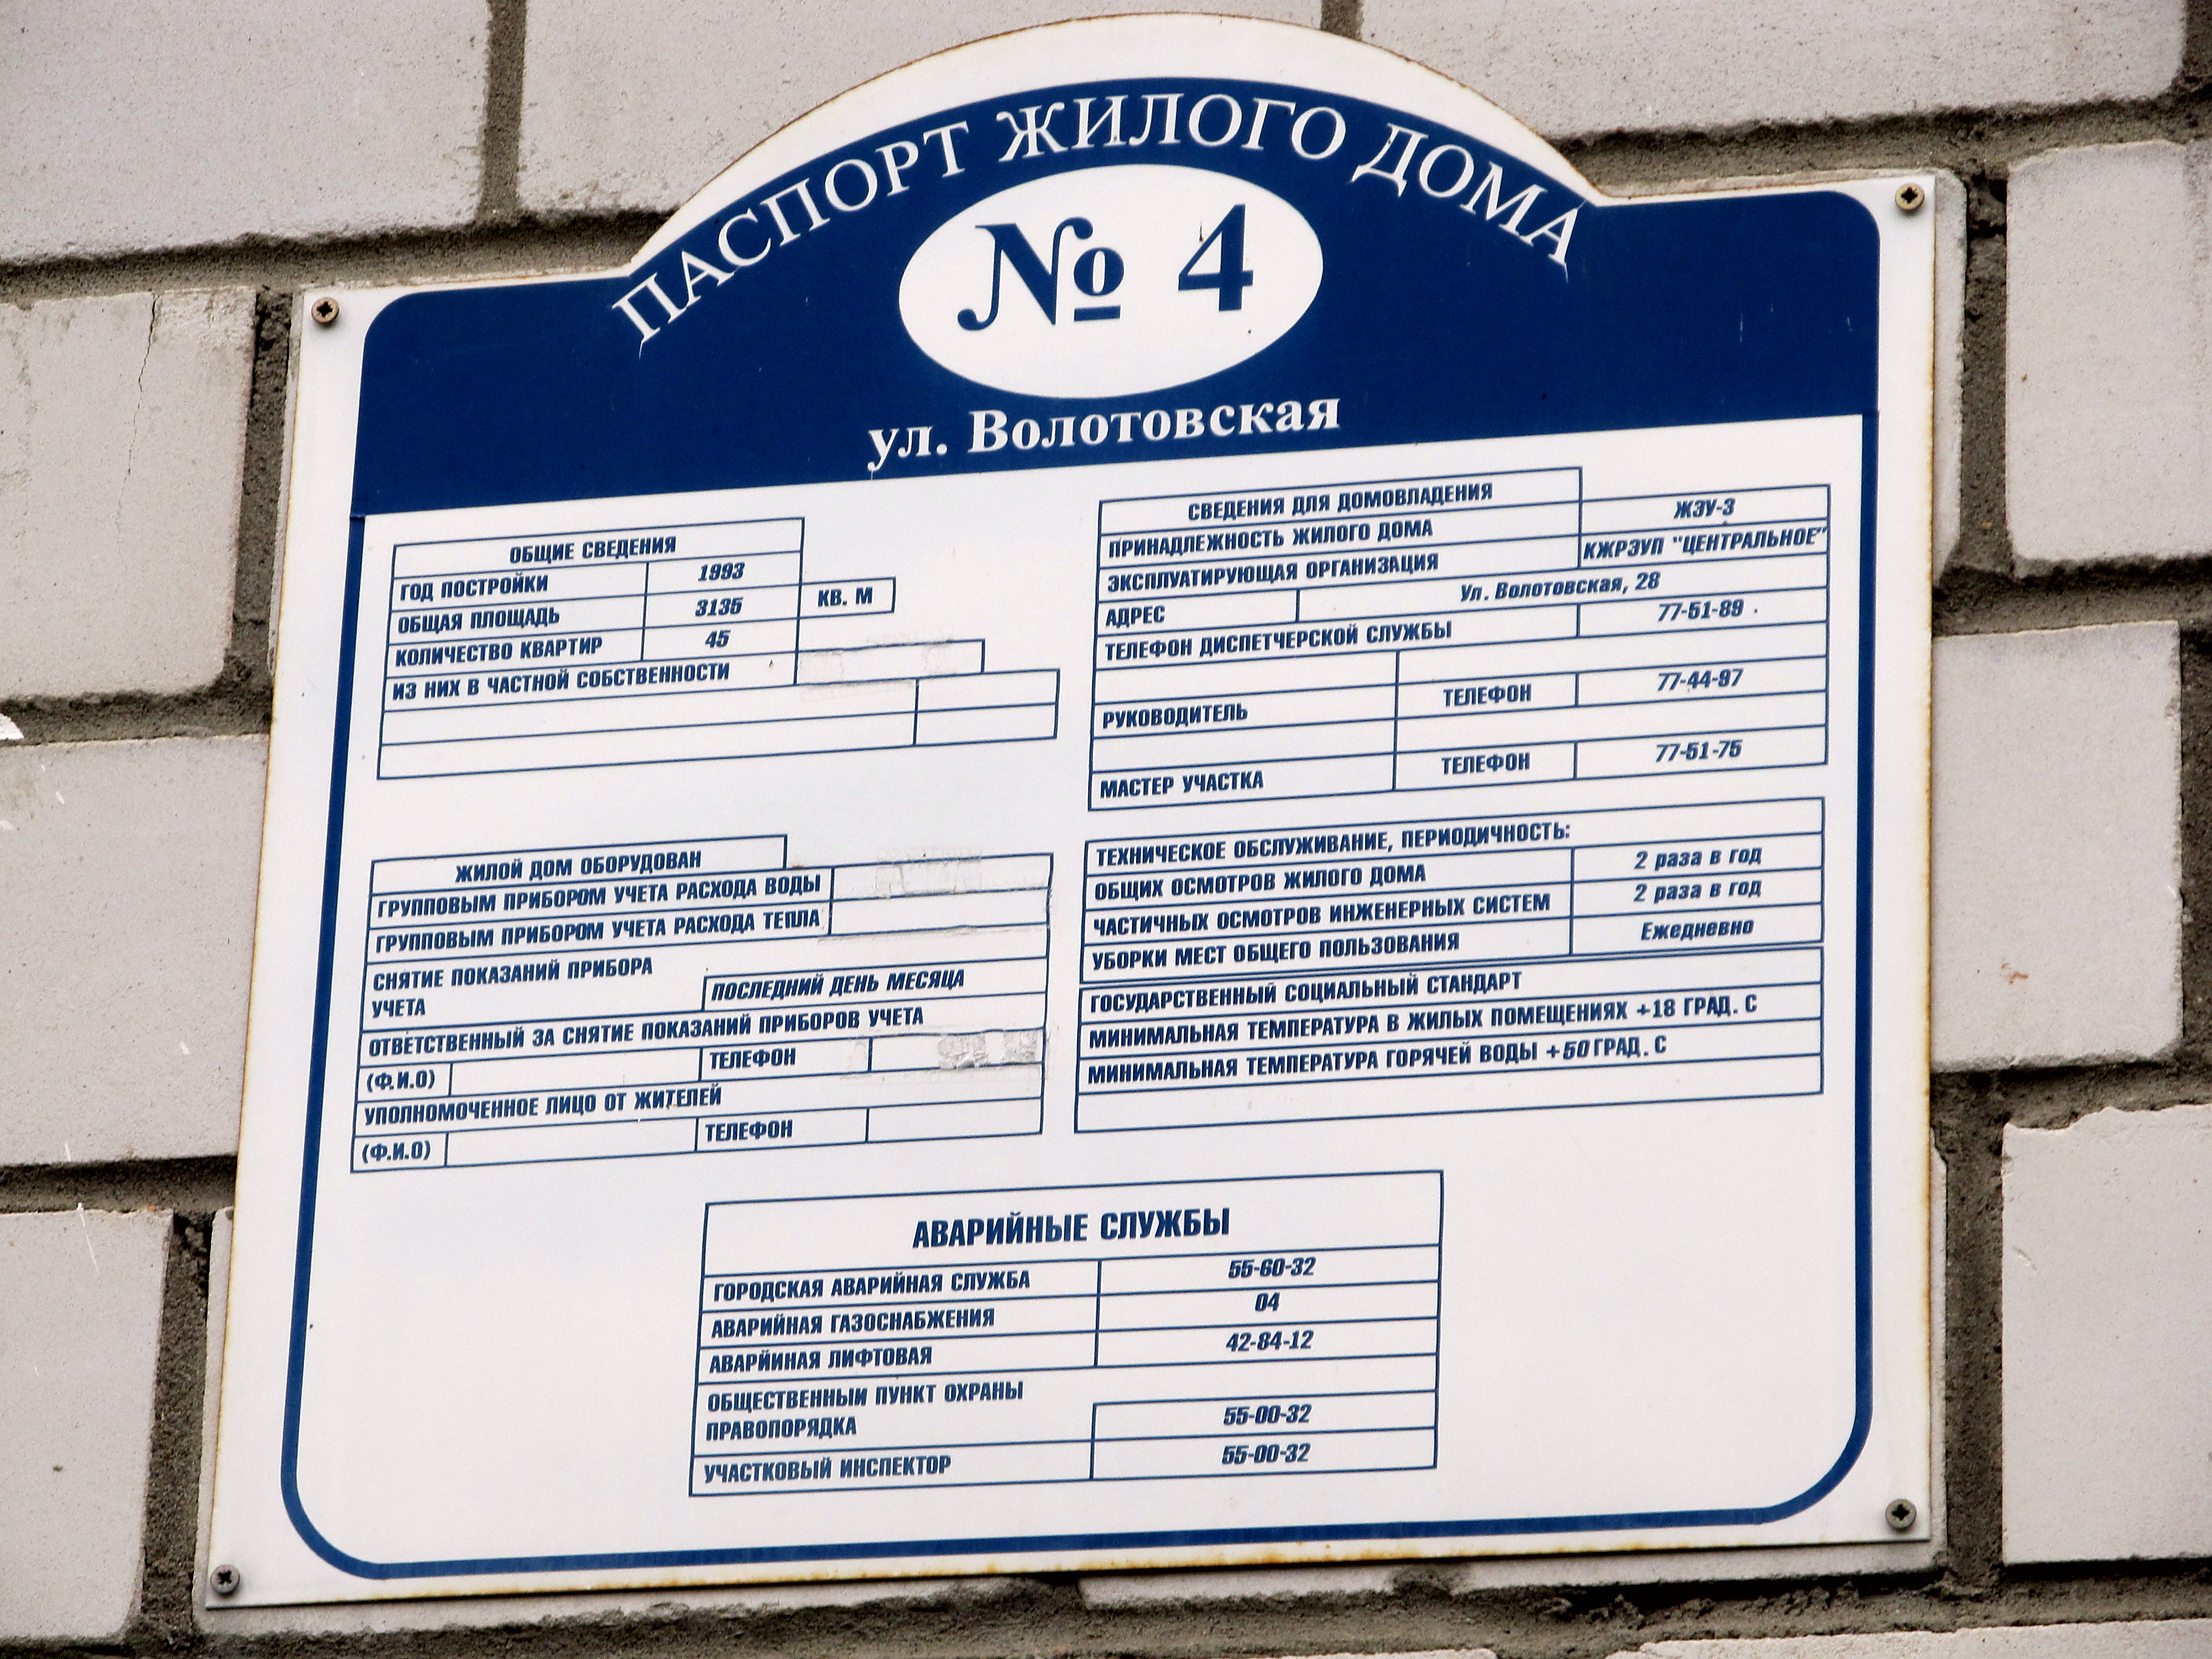 ПАСПОРТ ЖИЛОГО ДОМА
№ 4
ул. Волотовская
ОБЩИЕ СВЕДЕНИЯ
ГОД ПОСТРОЙКИ 1993
ОБЩАЯ ПЛОЩАДЬ 3135 КВ. М
КОЛИЧЕСТВО КВАРТИР 45
ИЗ НИХ В ЧАСТНОЙ СОБСТВЕННОСТИ
ЖИЛОЙ ДОМ ОБОРУДОВАН
ГРУППОВЫМ ПРИБОРОМ УЧЕТА РАСХОДА ВОДЫ
ГРУППОВЫМ ПРИБОРОМ УЧЕТА РАСХОДА ТЕПЛА
СНЯТИЕ ПОКАЗАНИЙ ПРИБОРА
УЧЕТА ПОСЛЕДНИЙ ДЕНЬ МЕСЯЦА
ОТВЕТСТВЕННЫЙ ЗА СНЯТИЕ ПОКАЗАНИЙ ПРИБОРОВ УЧЕТА
(Ф.И.О) ТЕЛЕФОН
УПОЛНОМОЧЕННОЕ ЛИЦО ОТ ЖИТЕЛЕЙ
(Ф.И.О) ТЕЛЕФОН
СВЕДЕНИЯ ДЛЯ ДОМОВЛАДЕНИЯ
ПРИНАДЛЕЖНОСТЬ ЖИЛОГО ДОМА ЖЭУ-3
ЭКСПЛУАТИРУЮЩАЯ ОРГАНИЗАЦИЯ КЖРЭУП "ЦЕНТРАЛЬНОЕ"
АДРЕС Ул. Волотовская, 28
ТЕЛЕФОН ДИСПЕТЧЕРСКОЙ СЛУЖБЫ 77-51-89
РУКОВОДИТЕЛЬ ТЕЛЕФОН 77-44-97
МАСТЕР УЧАСТКА ТЕЛЕФОН 77-51-75
ТЕХНИЧЕСКОЕ ОБСЛУЖИВАНИЕ, ПЕРИОДИЧНОСТЬ:
ОБЩИХ ОСМОТРОВ ЖИЛОГО ДОМА 2 раза в год
ЧАСТИЧНЫХ ОСМОТРОВ ИНЖЕНЕРНЫХ СИСТЕМ 2 раза в год
УБОРКИ МЕСТ ОБЩЕГО ПОЛЬЗОВАНИЯ Ежедневно
ГОСУДАРСТВЕННЫЙ СОЦИАЛЬНЫЙ СТАНДАРТ
МИНИМАЛЬНАЯ ТЕМПЕРАТУРА В ЖИЛЫХ ПОМЕЩЕНИЯХ +18 ГРАД. С
МИНИМАЛЬНАЯ ТЕМПЕРАТУРА ГОРЯЧЕЙ ВОДЫ +50 ГРАД. С
АВАРИЙНЫЕ СЛУЖБЫ
ГОРОДСКАЯ АВАРИЙНАЯ СЛУЖБА 55-60-32
АВАРИЙНАЯ ГАЗОСНАБЖЕНИЯ 04
АВАРЙИНАЯ ЛИФТОВАЯ 42-84-12
ОБЩЕСТВЕННЫЙ ПУНКТ ОХРАНЫ
ПРАВОПОРЯДКА 55-00-32
УЧАСТКОВЫЙ ИНСПЕКТОР 55-00-32